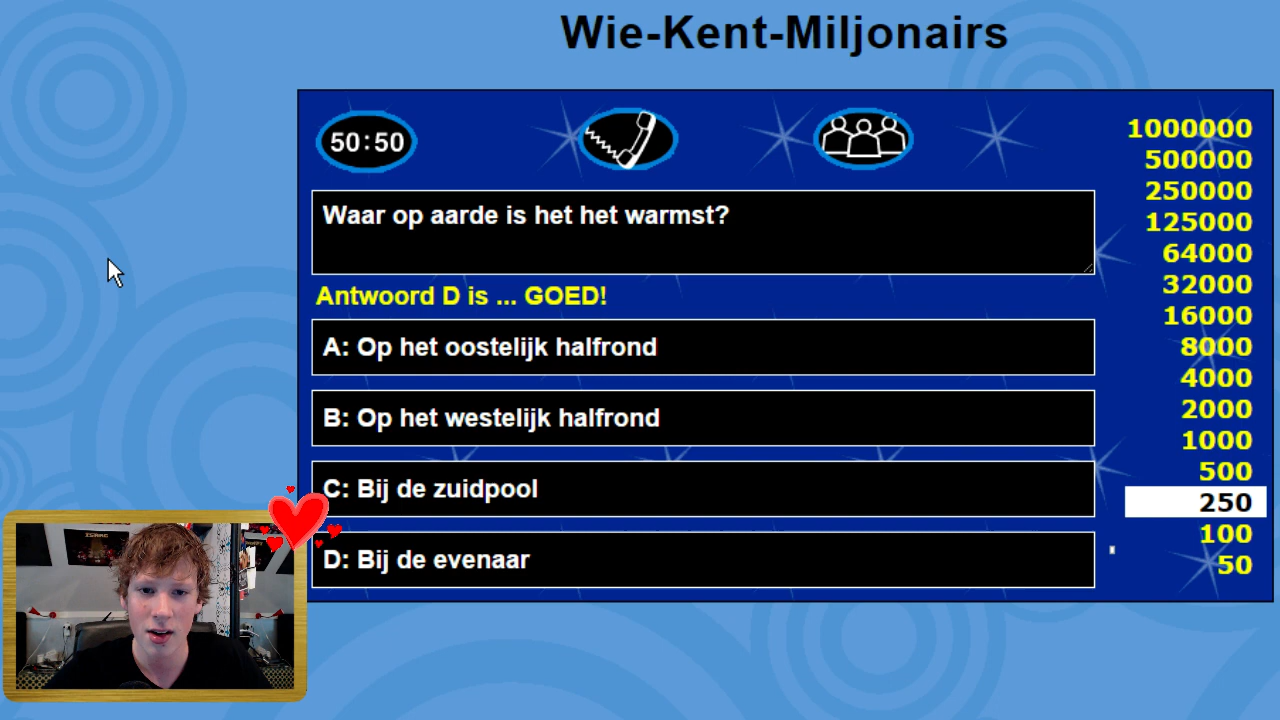 Wie-Kent-Miljonairs
50:50
Waar op aarde is het het warmst?
Antwoord D is ... GOED!
A: Op het oostelijk halfrond
B: Op het westelijk halfrond
C: Bij de zuidpool
D: Bij de evenaar
1000000
500000
250000
125000
64000
32000
16000
8000
4000
2000
1000
500
250
100
50